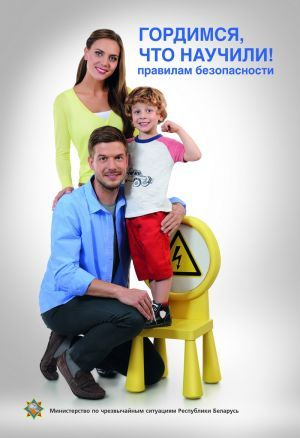 ГОРДИМСЯ,
ЧТО НАУЧИЛИ!
правилам безопасности
Министерство по чрезвычайным ситуациям Республики Беларусь